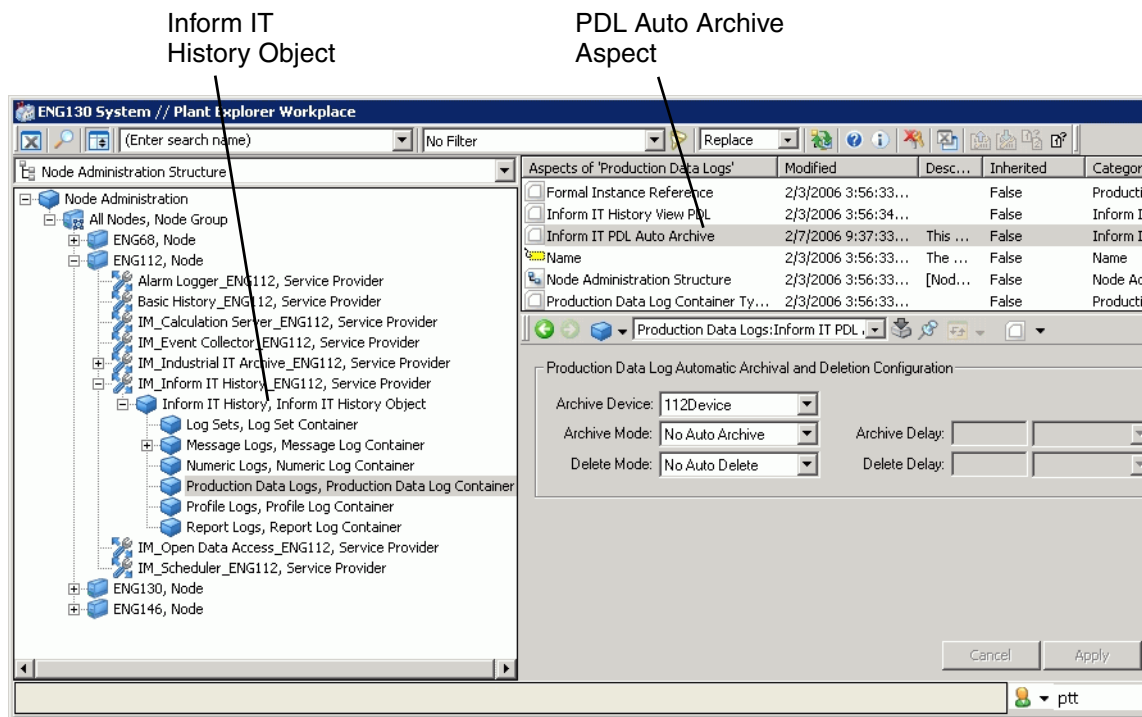 Inform IT
History Object
PDL Auto Archive
Aspect
ENG130 System // Plant Explorer Workplace
(Enter search name)
No Filter
Replace
Node Administration Structure
Node Administration
All Nodes, Node Group
ENG68, Node
ENG112, Node
Alarm Logger_ENG112, Service Provider
Basic History_ENG112, Service Provider
IM_Calculation Server_ENG112, Service Provider
IM_Event Collector_ENG112, Service Provider
IM_Industrial IT Archive_ENG112, Service Provider
IM_Inform IT History_ENG112, Service Provider
Inform IT History, Inform IT History Object
Log Sets, Log Set Container
Message Logs, Message Log Container
Numeric Logs, Numeric Log Container
Production Data Logs, Production Data Log Container
Profile Logs, Profile Log Container
Report Logs, Report Log Container
IM_Open Data Access_ENG112, Service Provider
IM_Scheduler_ENG112, Service Provider
ENG130, Node
ENG146, Node
Aspects of 'Production Data Logs' Modified Desc... Inherited Categor
Formal Instance Reference 2/3/2006 3:56:33... False Producti
Inform IT History View PDL 2/3/2006 3:56:34... False Inform I
Inform IT PDL Auto Archive 2/7/2006 9:37:33... This ... False Inform I
Name 2/3/2006 3:56:33... The ... False Name
Node Administration Structure 2/3/2006 3:56:33... [Nod... False Node Ad
Production Data Log Container Ty... 2/3/2006 3:56:33... False Producti
Production Data Logs:Inform IT PDL
Production Data Log Automatic Archival and Deletion Configuration
Archive Device: 112Device
Archive Mode: No Auto Archive Archive Delay:
Delete Mode: No Auto Delete Delete Delay:
Cancel Apply
ptt